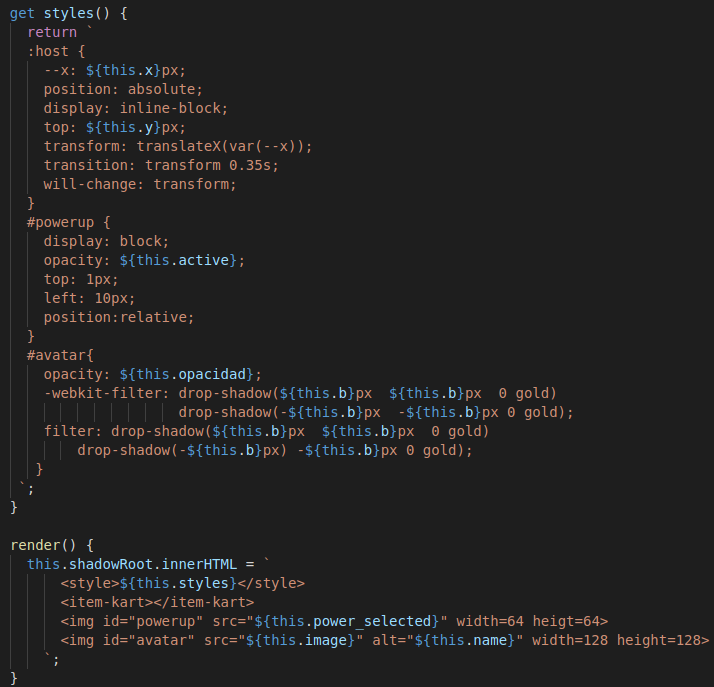 get styles() {
  return `
  :host {
    --x: ${this.x}px;
    position: absolute;
    display: inline-block;
    top: ${this.y}px;
    transform: translateX(var(--x));
    transition: transform 0.35s;
    will-change: transform;
  }
  #powerup {
    display: block;
    opacity: ${this.active};
    top: 1px;
    left: 10px;
    position:relative;
  }
  #avatar{
    opacity: ${this.opacidad};
    -webkit-filter: drop-shadow(${this.b}px  ${this.b}px  0 gold)
                    drop-shadow(-${this.b}px  -${this.b}px 0 gold);
    filter: drop-shadow(${this.b}px  ${this.b}px  0 gold)
        drop-shadow(-${this.b}px) -${this.b}px 0 gold);
   }
 `;
}

render() {
  this.shadowRoot.innerHTML = `
      <style>${this.styles}</style>
      <item-kart></item-kart>
      <img id="powerup" src="${this.power_selected}" width=64 heigt=64>
      <img id="avatar" src="${this.image}" alt="${this.name}" width=128 height=128>
    `;
}